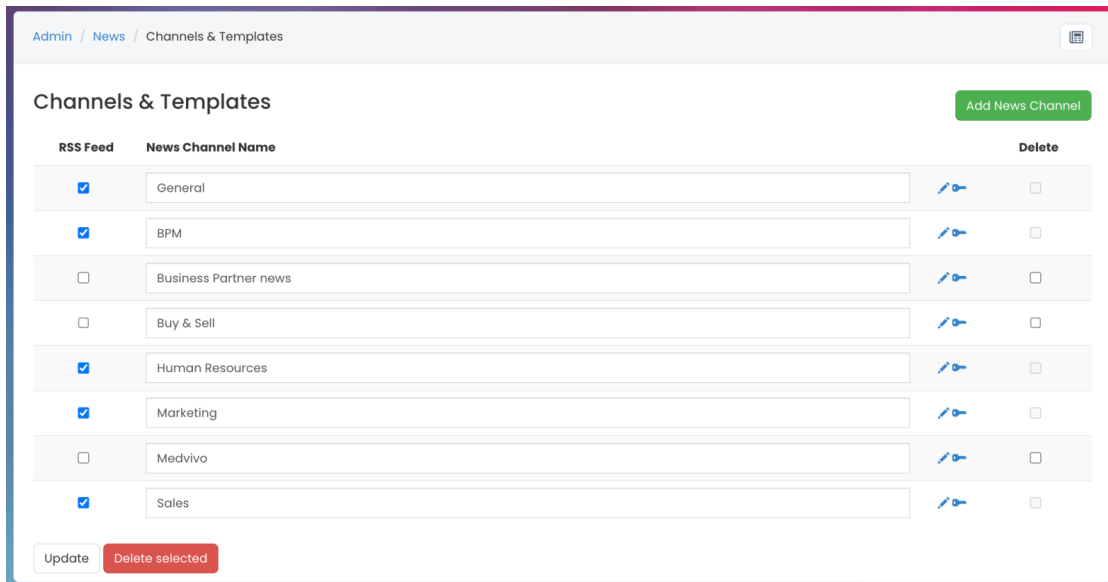 Admin / News / Channels & Templates
Channels & Templates
Add News Channel
RSS Feed News Channel Name Delete
General
BPM
Business Partner news
Buy & Sell
Human Resources
Marketing
Medvivo
Sales
Update Delete selected